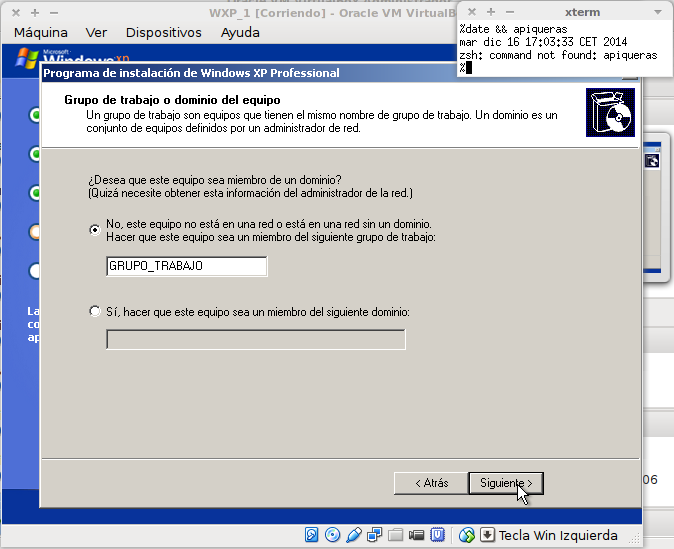 WXP_1 [Corriendo] - Oracle VM VirtualB
xterm
Máquina Ver Dispositivos Ayuda
%date && apiqueras
mar dic 16 17:03:33 CET 2014
zsh: command not found: apiqueras
%
Microsoft
Windows xp
Programa de instalación de Windows XP Professional
Grupo de trabajo o dominio del equipo
Un grupo de trabajo son equipos que tienen el mismo nombre de grupo de trabajo. Un dominio es un
conjunto de equipos definidos por un administrador de red.
¿Desea que este equipo sea miembro de un dominio?
(Quizá necesite obtener esta información del administrador de la red.)
No, este equipo no está en una red o está en una red sin un dominio.
Hacer que este equipo sea un miembro del siguiente grupo de trabajo:
GRUPO_TRABAJO
Sí, hacer que este equipo sea un miembro del siguiente dominio:
La
co
ap
06
< Atrás Siguiente >
Tecla Win Izquierda